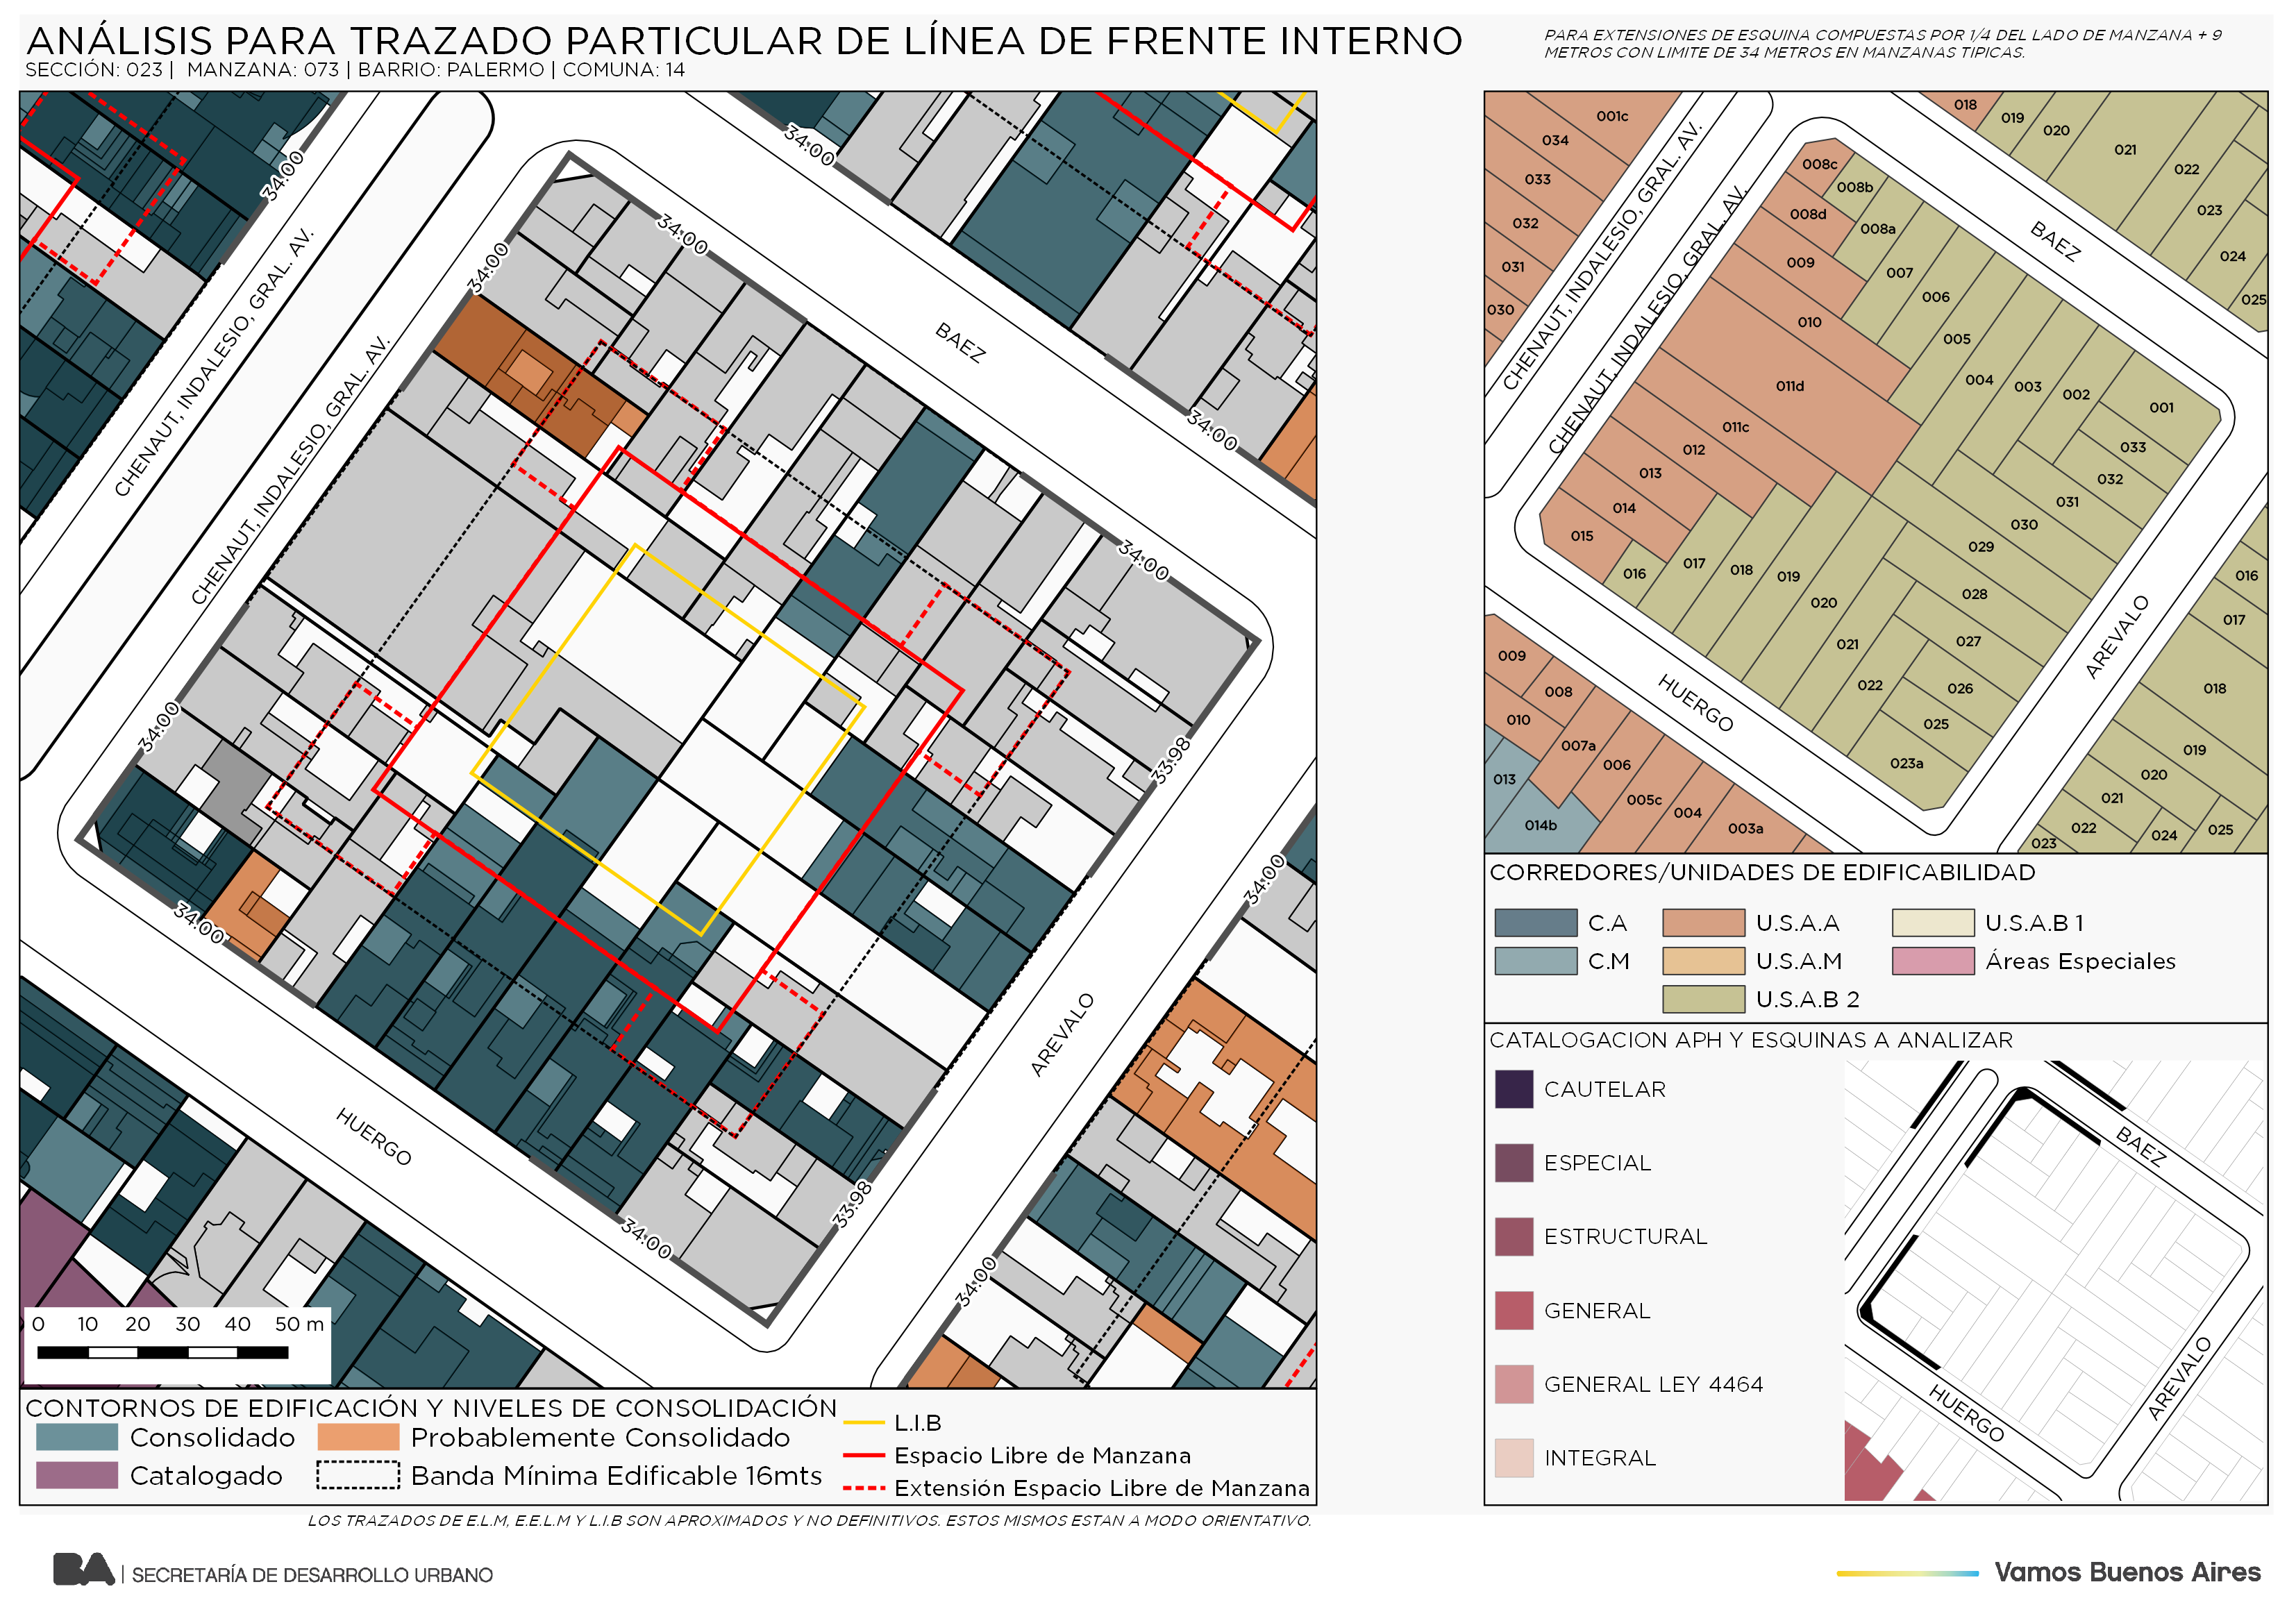 ANÁLISIS PARA TRAZADO PARTICULAR DE LÍNEA DE FRENTE INTERNO
SECCIÓN: 023 | MANZANA: 073 | BARRIO: PALERMO | COMUNA: 14
PARA EXTENSIONES DE ESQUINA COMPUESTAS POR 1/4 DEL LADO DE MANZANA + 9
METROS CON LIMITE DE 34 METROS EN MANZANAS TIPICAS.
34:00
34:00
34:00
34:00
CHENAUT, INDALESIO, GRAL. AV.
CHENAUT, INDALESIO, GRAL. AV.
BAEZ
34:00
34:00
33.98
34:00
34:00
34:00
AREVALO
HUERGO
33.98
34:00
34:00
0 10 20 30 40 50 m
CONTORNOS DE EDIFICACIÓN Y NIVELES DE CONSOLIDACIÓN
Consolidado
Probablemente Consolidado
Catalogado
Banda Mínima Edificable 16mts
L.I.B
Espacio Libre de Manzana
Extensión Espacio Libre de Manzana
LOS TRAZADOS DE E.L.M, E.E.L.M Y L.I.B SON APROXIMADOS Y NO DEFINITIVOS. ESTOS MISMOS ESTAN A MODO ORIENTATIVO.
001c
034
033
032
031
030
CHENAUT, INDALESIO, GRAL. AV.
CHENAUT, INDALESIO, GRAL. AV.
018
019
020
021
022
023
024
025
BAEZ
008c
008b
008d
008a
009
007
010
006
005
011d
004
003
002
001
011c
033
012
032
013
031
014
030
015
029
016
017
018
019
028
020
027
021
026
022
025
023a
HUERGO
AREVALO
009
008
010
007a
013
006
005c
014b
004
003a
016
017
018
019
020
021
022
024
025
023
CORREDORES/UNIDADES DE EDIFICABILIDAD
C.A
U.S.A.A
U.S.A.B 1
C.M
U.S.A.M
Áreas Especiales
U.S.A.B 2
CATALOGACION APH Y ESQUINAS A ANALIZAR
CAUTELAR
ESPECIAL
ESTRUCTURAL
GENERAL
GENERAL LEY 4464
INTEGRAL
BAEZ
AREVALO
HUERGO
BA | SECRETARÍA DE DESARROLLO URBANO
Vamos Buenos Aires